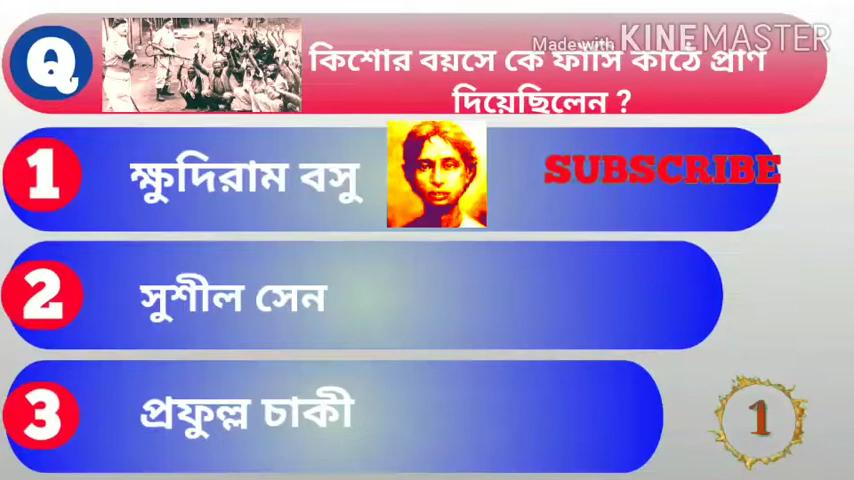 Made with KINEMASTER
Q
কিশোর বয়সে কে ফাঁসি কাঠে প্রাণ
দিয়েছিলেন ?
1 ক্ষুদিরাম বসু
SUBSCRIBE
2 সুশীল সেন
3 প্রফুল্ল চাকী
1